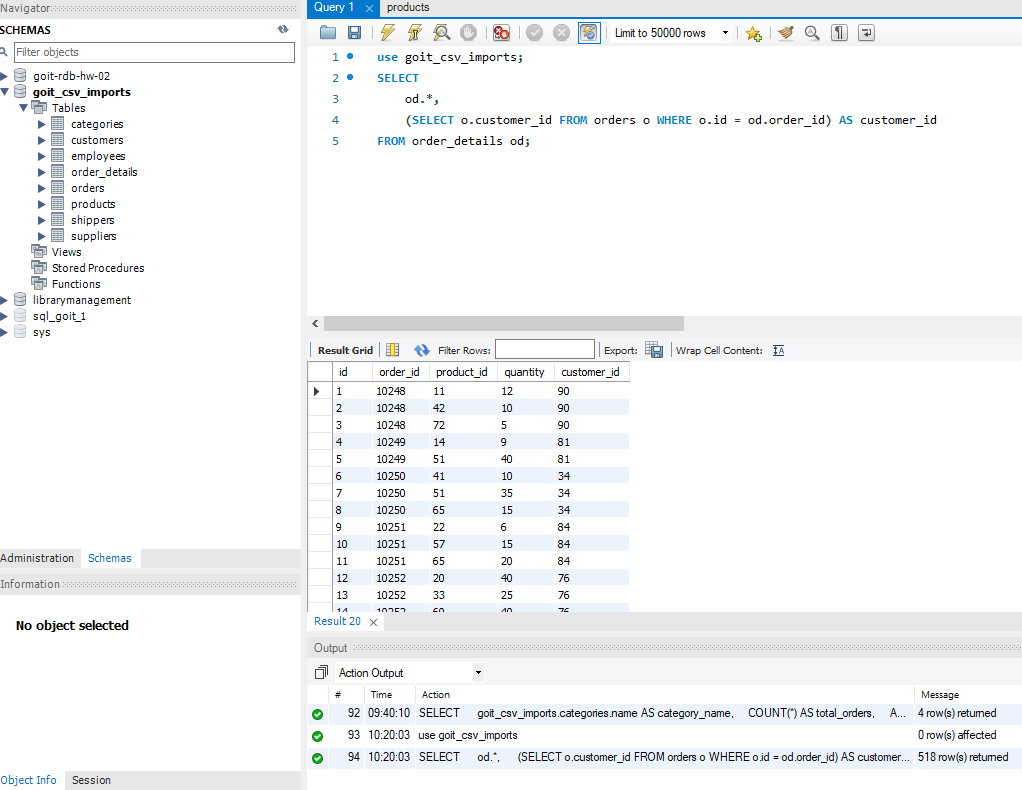 Navigator
SCHEMAS
Filter objects
goit-rdb-hw-02
goit_csv_imports
Tables
categories
customers
employees
order_details
orders
products
shippers
suppliers
Views
Stored Procedures
Functions
librarymanagement
sql_goit_1
sys
Administration Schemas
Information
No object selected
Object Info Session
Query 1 products
Limit to 50000 rows
1 use goit_csv_imports;
2 SELECT
3 od.*,
4 (SELECT o.customer_id FROM orders o WHERE o.id = od.order_id) AS customer_id
5 FROM order_details od;
Result Grid Filter Rows: Export: Wrap Cell Content:
id order_id product_id quantity customer_id
1 10248 11 12 90
2 10248 42 10 90
3 10248 72 5 90
4 10249 14 9 81
5 10249 51 40 81
6 10250 41 10 34
7 10250 51 35 34
8 10250 65 15 34
9 10251 22 6 84
10 10251 57 15 84
11 10251 65 20 84
12 10252 20 40 76
13 10252 33 25 76
14 10252 60 40 76
Result 20
Output
Action Output
# Time Action Message
92 09:40:10 SELECT goit_csv_imports.categories.name AS category_name, COUNT(*) AS total_orders, A... 4 row(s) returned
93 10:20:03 use goit_csv_imports 0 row(s) affected
94 10:20:03 SELECT od.*, (SELECT o.customer_id FROM orders o WHERE o.id = od.order_id) AS customer... 518 row(s) returned